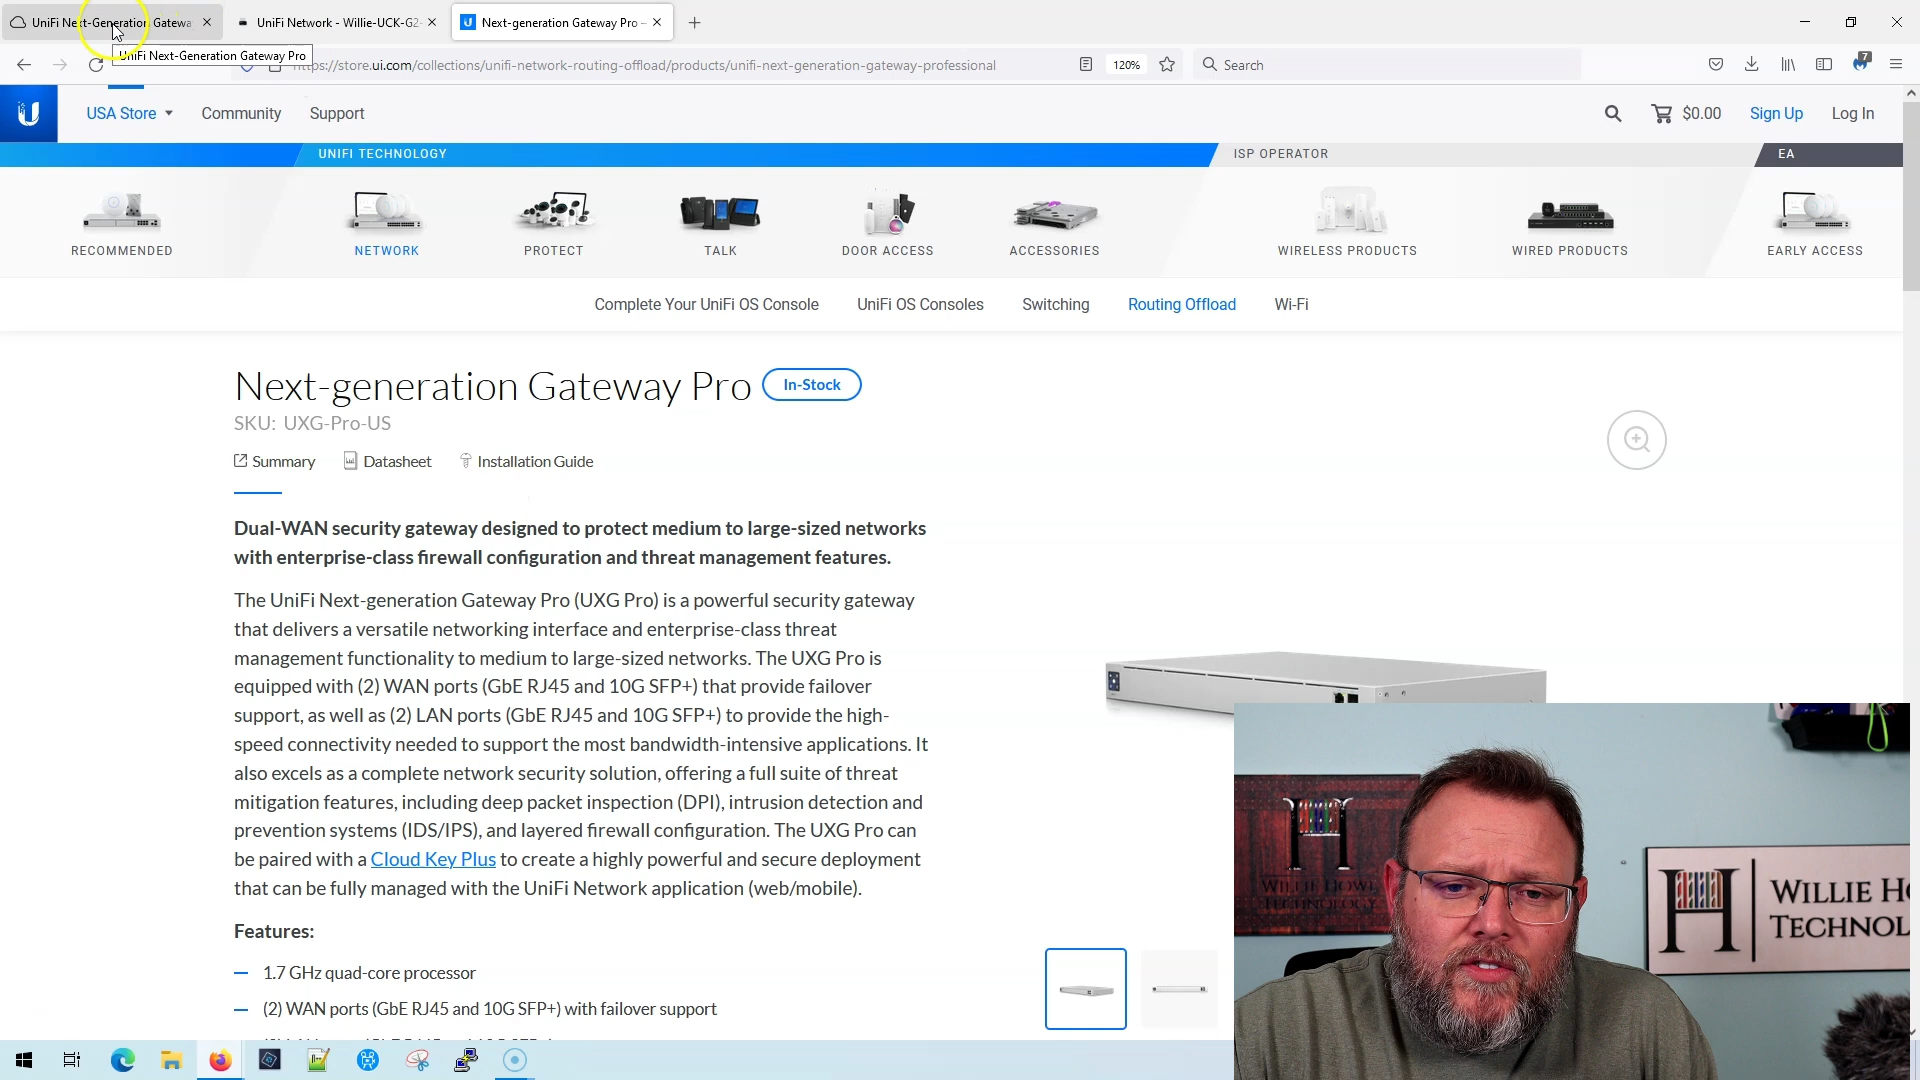 UniFi Next-Generation Gatewa
UniFi Network - Willie-UCK-G2-
Next-generation Gateway Pro –
UniFi Next-Generation Gateway Pro
https://store.ui.com/collections/unifi-network-routing-offload/products/unifi-next-generation-gateway-professional
120%
Search
7
USA Store
Community
Support
$0.00
Sign Up
Log In
UNIFI TECHNOLOGY
ISP OPERATOR
EA
RECOMMENDED
NETWORK
PROTECT
TALK
DOOR ACCESS
ACCESSORIES
WIRELESS PRODUCTS
WIRED PRODUCTS
EARLY ACCESS
Complete Your UniFi OS Console
UniFi OS Consoles
Switching
Routing Offload
Wi-Fi
Next-generation Gateway Pro
In-Stock
SKU: UXG-Pro-US
Summary
Datasheet
Installation Guide
Dual-WAN security gateway designed to protect medium to large-sized networks
with enterprise-class firewall configuration and threat management features.
The UniFi Next-generation Gateway Pro (UXG Pro) is a powerful security gateway
that delivers a versatile networking interface and enterprise-class threat
management functionality to medium to large-sized networks. The UXG Pro is
equipped with (2) WAN ports (GbE RJ45 and 10G SFP+) that provide failover
support, as well as (2) LAN ports (GbE RJ45 and 10G SFP+) to provide the high-
speed connectivity needed to support the most bandwidth-intensive applications. It
also excels as a complete network security solution, offering a full suite of threat
mitigation features, including deep packet inspection (DPI), intrusion detection and
prevention systems (IDS/IPS), and layered firewall configuration. The UXG Pro can
be paired with a Cloud Key Plus to create a highly powerful and secure deployment
that can be fully managed with the UniFi Network application (web/mobile).
Features:
1.7 GHz quad-core processor
(2) WAN ports (GbE RJ45 and 10G SFP+) with failover support
WILLIE HOWE
TECHNOLOGY
WILLIE HO
TECHNOL